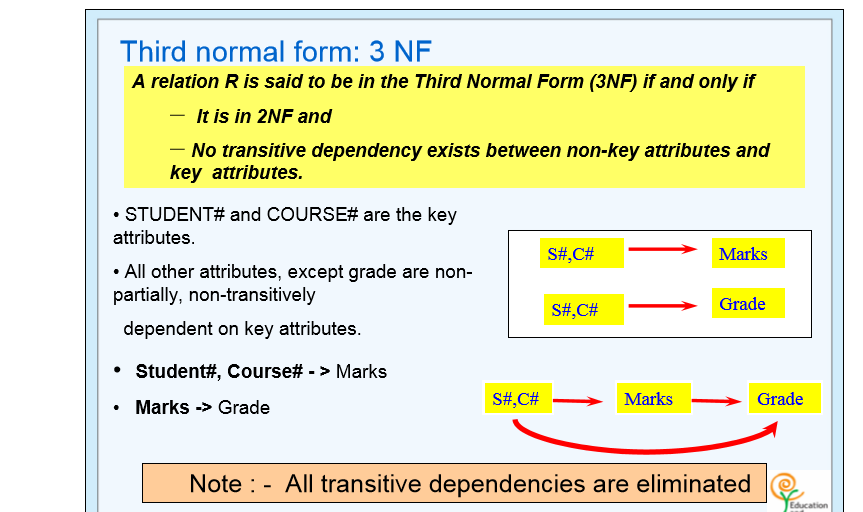 Third normal form: 3 NF
A relation R is said to be in the Third Normal Form (3NF) if and only if
― It is in 2NF and
― No transitive dependency exists between non-key attributes and
key attributes.
• STUDENT# and COURSE# are the key
attributes.
• All other attributes, except grade are non-
partially, non-transitively
dependent on key attributes.
• Student#, Course# - > Marks
• Marks -> Grade
S#,C#
Marks
S#,C#
Grade
S#,C#
Marks
Grade
Note : - All transitive dependencies are eliminated
Education